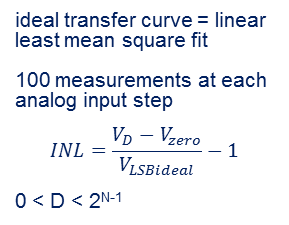 ideal transfer curve = linear
least mean square fit
100 measurements at each
analog input step
INL = (V_D − V_zero) / V_LSBideal − 1
0 < D < 2^{N-1}